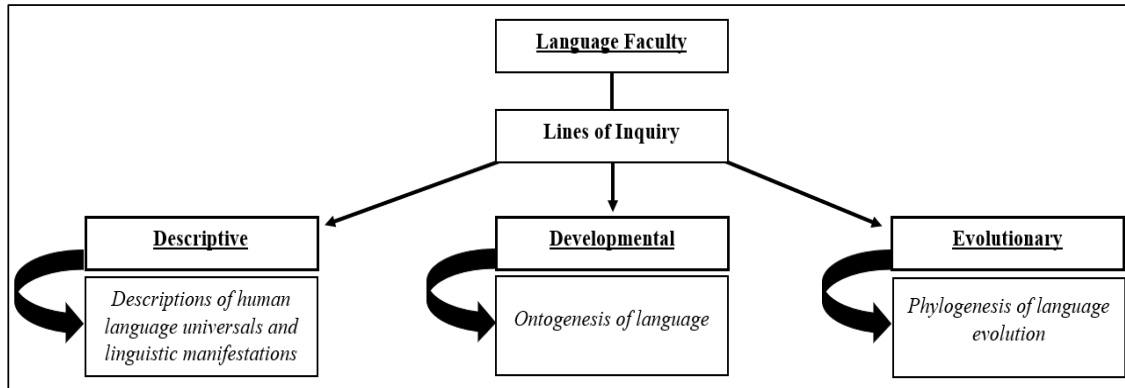 Language Faculty
Lines of Inquiry
Descriptive
Descriptions of human
language universals and
linguistic manifestations
Developmental
Ontogenesis of language
Evolutionary
Phylogenesis of language
evolution